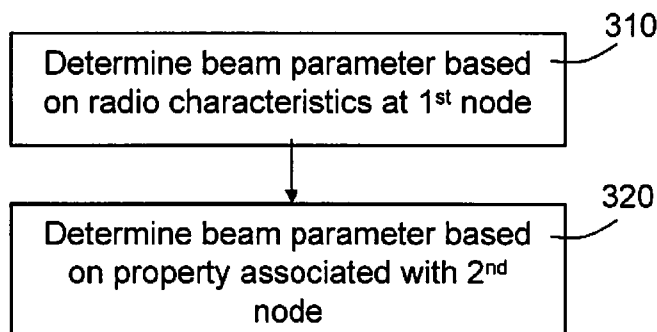 310
Determine beam parameter based
on radio characteristics at 1st node
320
Determine beam parameter based
on property associated with 2nd
node